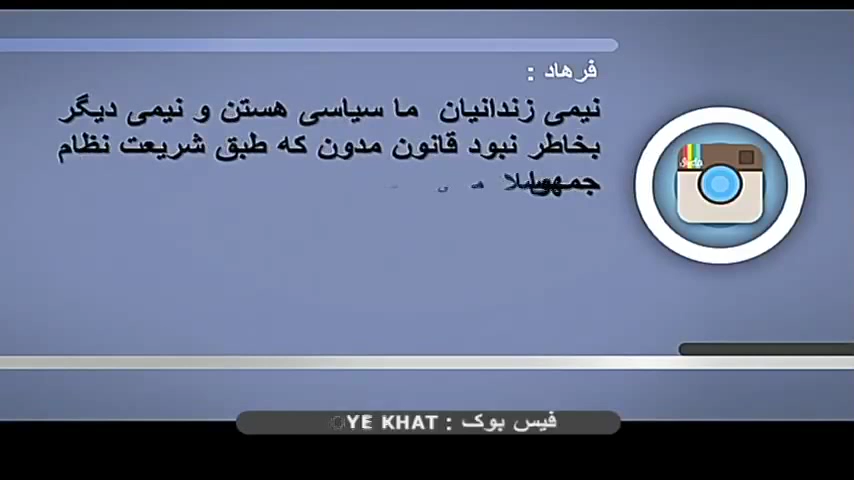 فرهاد :
نیمی زندانیان ما سیاسی هستن و نیمی دیگر
بخاطر نبود قانون مدون که طبق شریعت نظام
فیس بوک : YE KHAT